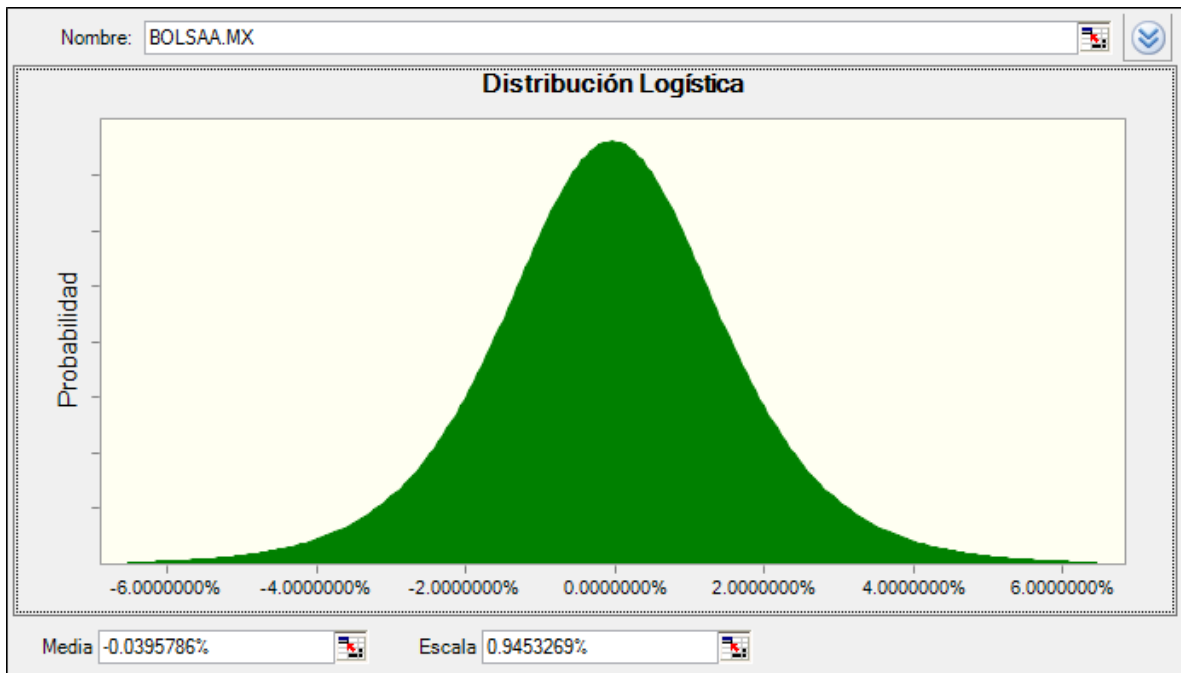 Nombre: BOLSAA.MX
Distribución Logística
Probabilidad
-6.0000000% -4.0000000% -2.0000000% 0.0000000% 2.0000000% 4.0000000% 6.0000000%
Media -0.0395786% Escala 0.9453269%